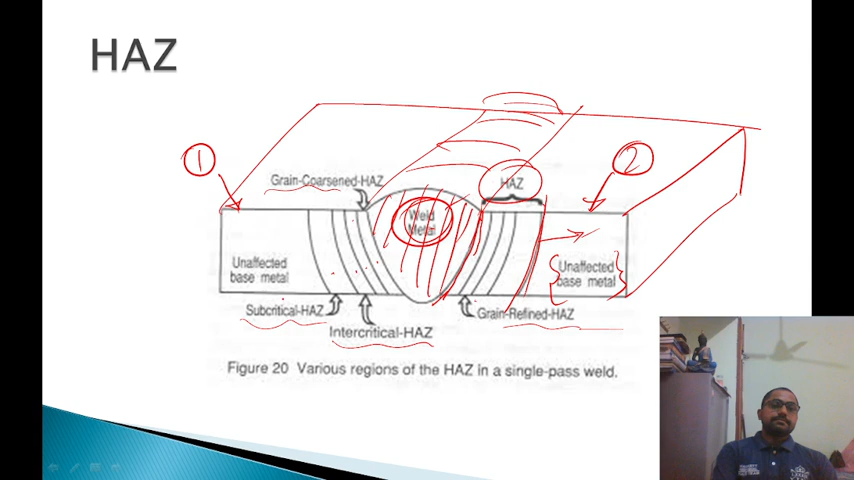 HAZ
1
2
Grain-Coarsened-HAZ
HAZ
Weld
Metal
Unaffected
base metal
Unaffected
base metal
Subcritical-HAZ
Grain-Refined-HAZ
Intercritical-HAZ
Figure 20 Various regions of the HAZ in a single-pass weld.